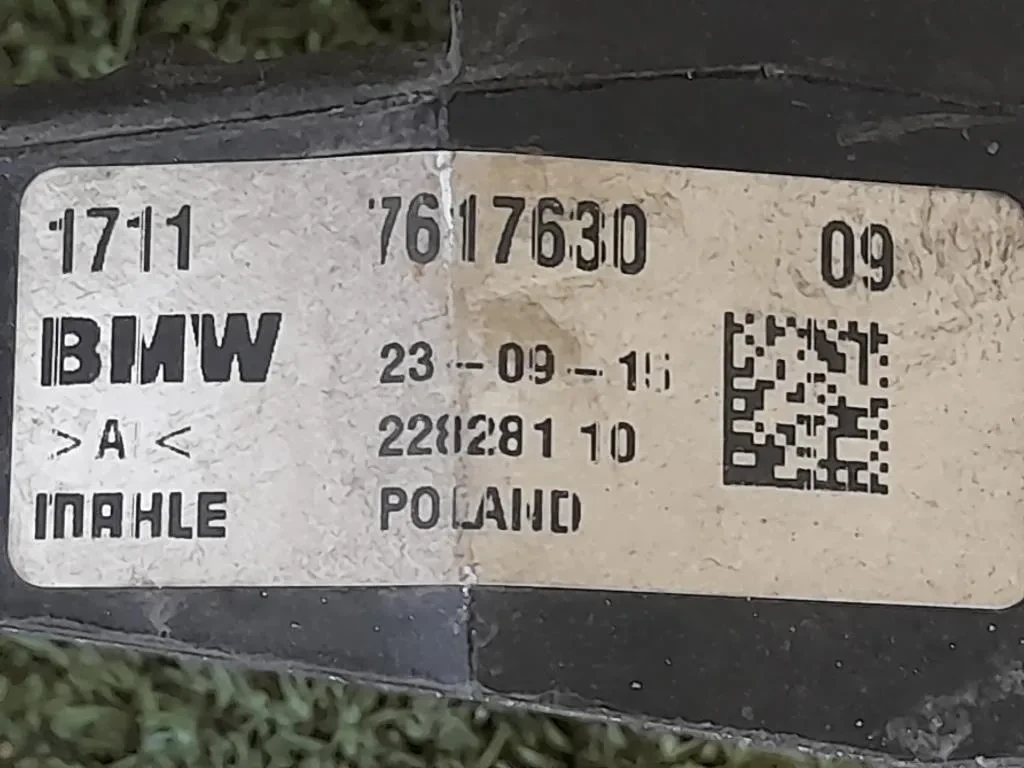 1711 7617630 09
BMW 23-09-15
>A< 22828110
MAHLE POLAND